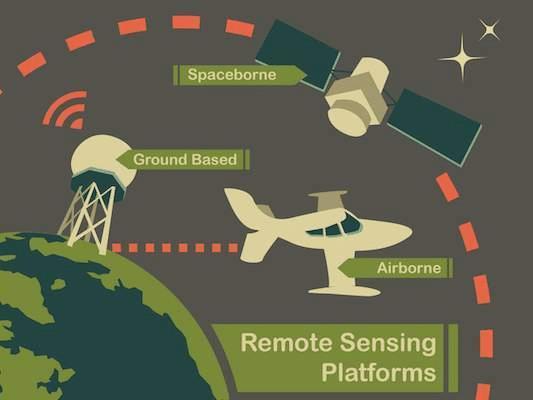 Spaceborne
Ground Based
Airborne
Remote Sensing
Platforms